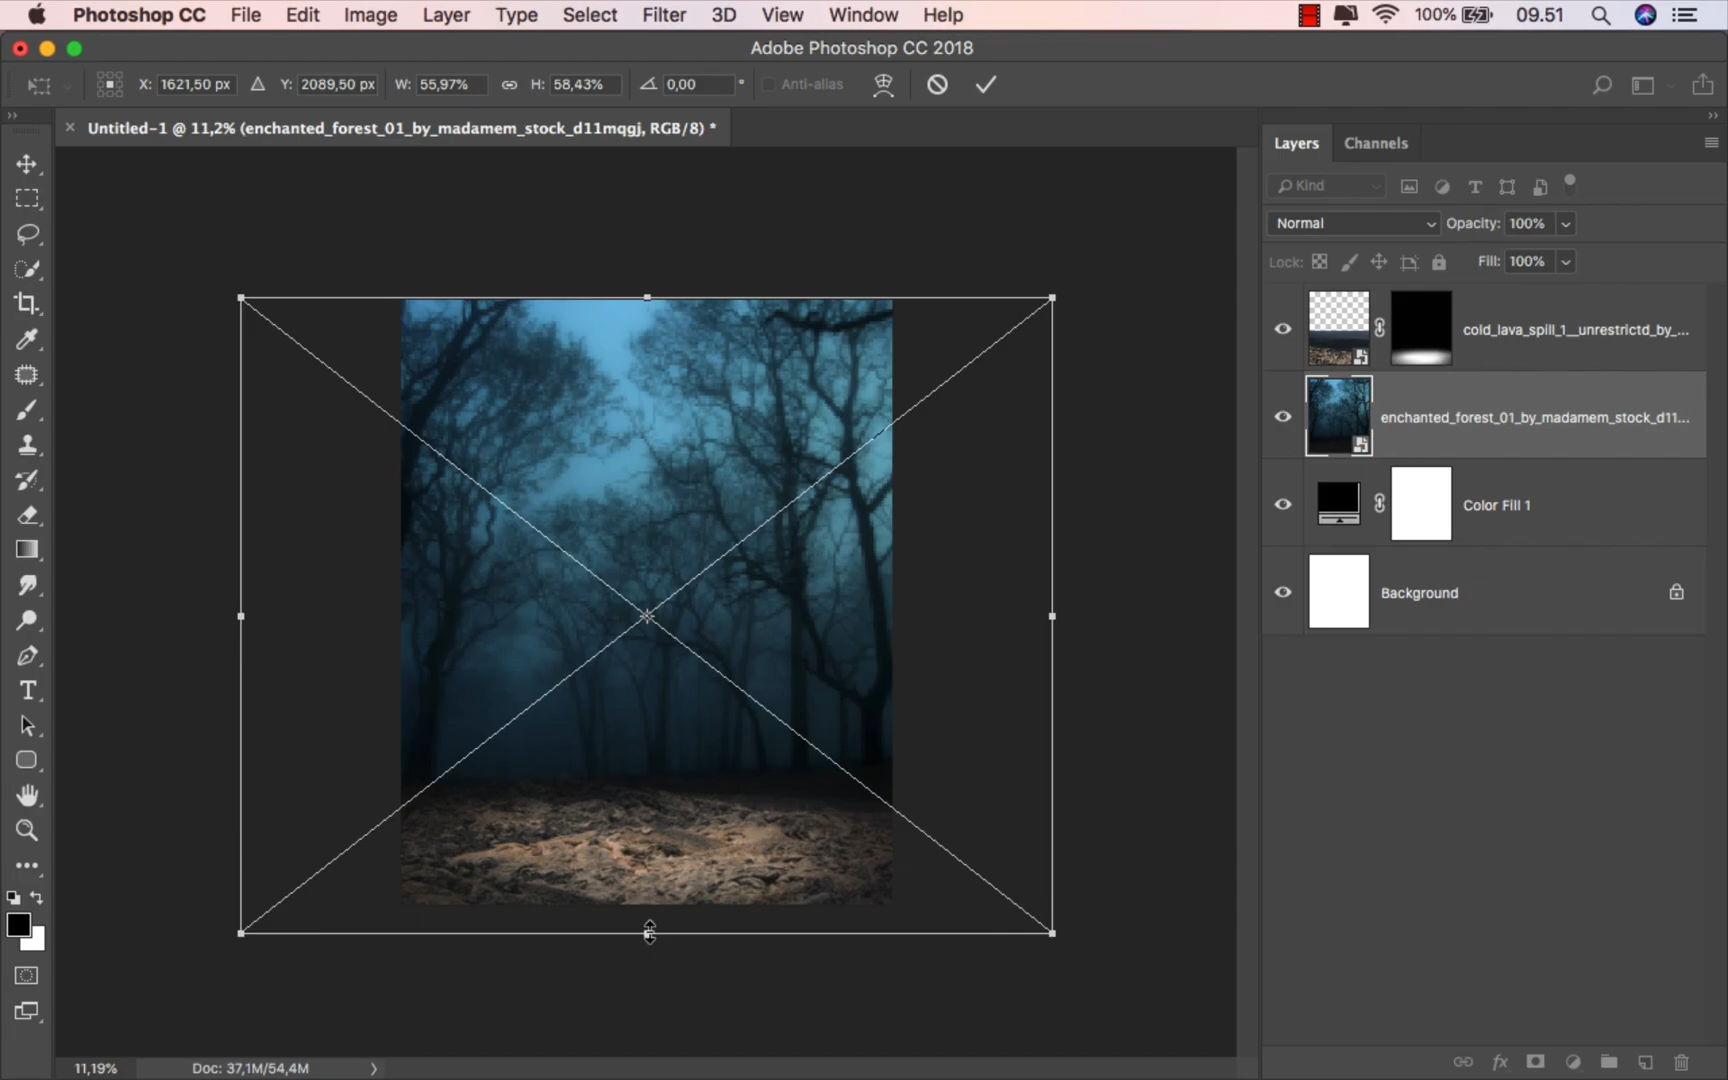 Photoshop CC File Edit Image Layer Type Select Filter 3D View Window Help 100% 09.51
Adobe Photoshop CC 2018
X: 1621,50 px Y: 2089,50 px W: 55,97% H: 58,43% 0,00 ° Anti-alias
× Untitled-1 @ 11,2% (enchanted_forest_01_by_madamem_stock_d11mqgj, RGB/8) *
Layers Channels
Kind
Normal Opacity: 100%
Lock: Fill: 100%
cold_lava_spill_1__unrestrictd_by_...
enchanted_forest_01_by_madamem_stock_d11...
Color Fill 1
Background
11,19% Doc: 37,1M/54,4M